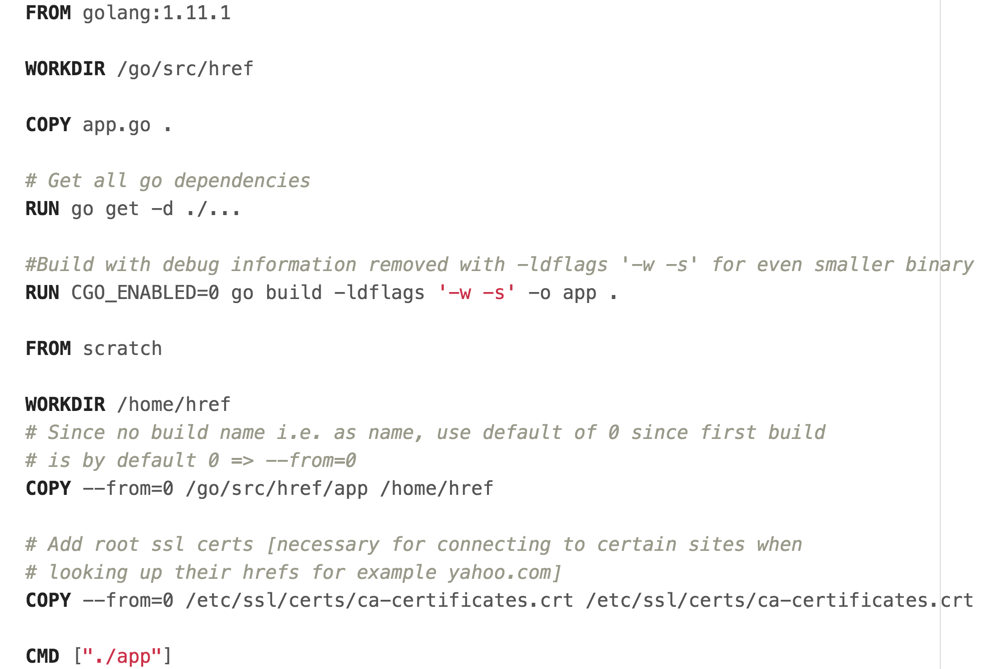 FROM golang:1.11.1
WORKDIR /go/src/href
COPY app.go .
# Get all go dependencies
RUN go get -d ./...
#Build with debug information removed with -ldflags '-w -s' for even smaller binary
RUN CGO_ENABLED=0 go build -ldflags '-w -s' -o app .
FROM scratch
WORKDIR /home/href
# Since no build name i.e. as name, use default of 0 since first build
# is by default 0 => --from=0
COPY --from=0 /go/src/href/app /home/href
# Add root ssl certs [necessary for connecting to certain sites when
# looking up their hrefs for example yahoo.com]
COPY --from=0 /etc/ssl/certs/ca-certificates.crt /etc/ssl/certs/ca-certificates.crt
CMD ["./app"]